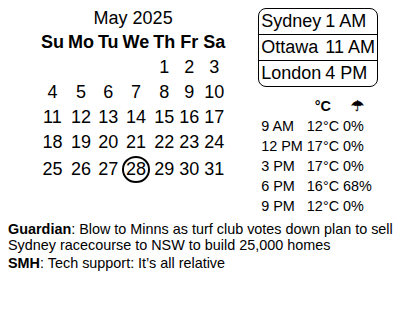 May 2025
Su Mo Tu We Th Fr Sa
1 2 3
4 5 6 7 8 9 10
11 12 13 14 15 16 17
18 19 20 21 22 23 24
25 26 27 28 29 30 31
Sydney 1 AM
Ottawa 11 AM
London 4 PM
°C ☂
9 AM 12°C 0%
12 PM 17°C 0%
3 PM 17°C 0%
6 PM 16°C 68%
9 PM 12°C 0%
Guardian: Blow to Minns as turf club votes down plan to sell
Sydney racecourse to NSW to build 25,000 homes
SMH: Tech support: It’s all relative